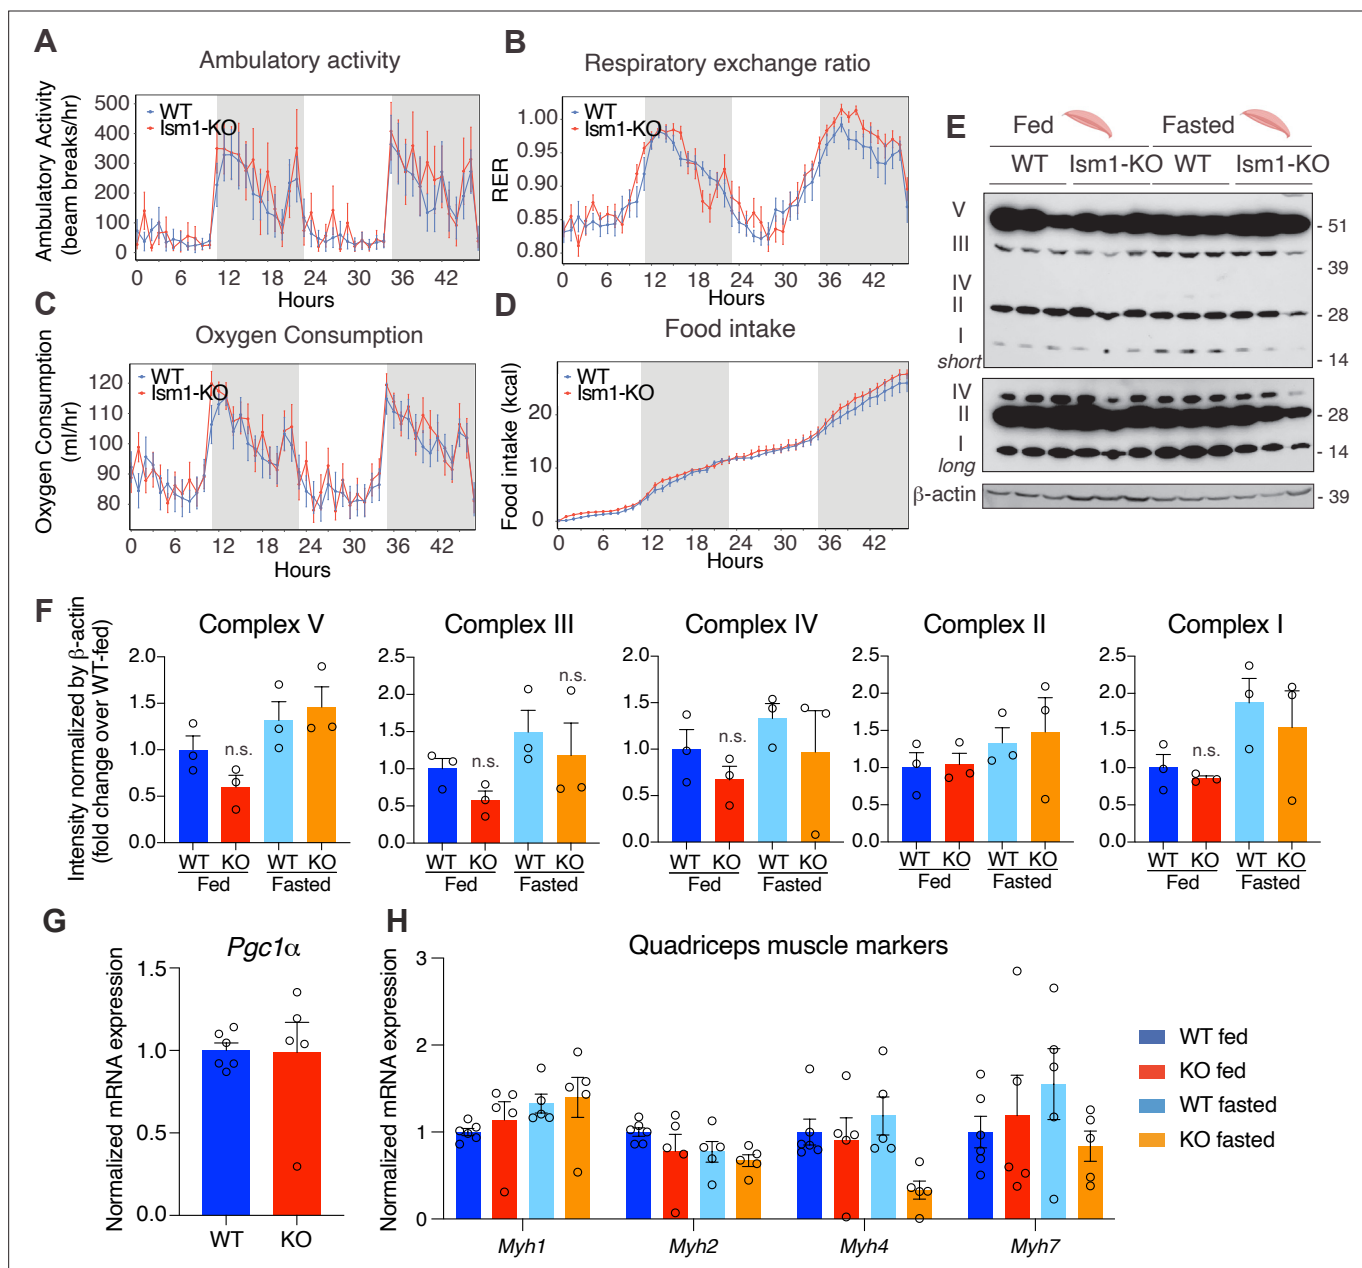 A
Ambulatory activity
Ambulatory Activity
(beam breaks/hr)
500
400
300
200
100
0
WT
Ism1-KO
0 6 12 18 24 30 36 42
Hours
B
Respiratory exchange ratio
RER
1.00
0.95
0.90
0.85
0.80
WT
Ism1-KO
0 6 12 18 24 30 36 42
Hours
C
Oxygen Consumption
Oxygen Consumption
(ml/hr)
120
110
100
90
80
WT
Ism1-KO
0 6 12 18 24 30 36 42
Hours
D
Food intake
Food intake (kcal)
20
10
0
WT
Ism1-KO
0 6 12 18 24 30 36 42
Hours
E
Fed Fasted
WT Ism1-KO WT Ism1-KO
V
III
IV
II
I
short
- 51
- 39
- 28
- 14
IV
II
I
long
- 28
- 14
β-actin
- 39
F
Intensity normalized by β-actin
(fold change over WT-fed)
Complex V
2.0
1.5
1.0
0.5
0.0
n.s.
WT KO WT KO
Fed Fasted
Complex III
2.5
2.0
1.5
1.0
0.5
0.0
n.s.
n.s.
WT KO WT KO
Fed Fasted
Complex IV
2.0
1.5
1.0
0.5
0.0
n.s.
WT KO WT KO
Fed Fasted
Complex II
2.5
2.0
1.5
1.0
0.5
0.0
WT KO WT KO
Fed Fasted
Complex I
2.5
2.0
1.5
1.0
0.5
0.0
n.s.
WT KO WT KO
Fed Fasted
G
Pgc1α
Normalized mRNA expression
1.5
1.0
0.5
0.0
WT KO
H
Quadriceps muscle markers
Normalized mRNA expression
3
2
1
0
Myh1 Myh2 Myh4 Myh7
WT fed
KO fed
WT fasted
KO fasted